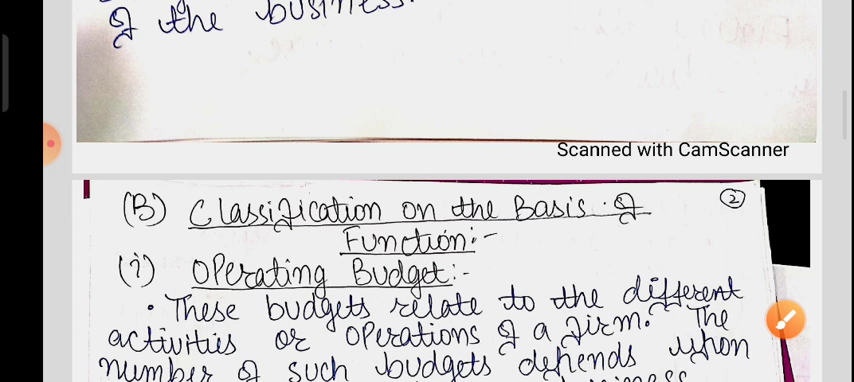 of the business.
Scanned with CamScanner
(B) Classification on the Basis of
Function:-
2
(i) Operating Budget:-
• These budgets relate to the different
activities or operations of a firm. The
number of such budgets depends upon